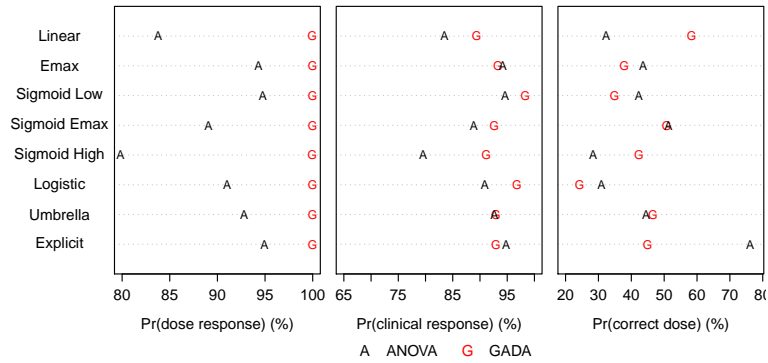 Linear A G A G A G
Emax A G G A G A
Sigmoid Low A G A G G A
Sigmoid Emax A G A G G A
Sigmoid High A G A G A G
Logistic A G A G G A
Umbrella A G A G A G
Explicit A G G A G A
80 85 90 95 100 65 75 85 95 20 30 40 50 60 70 80
Pr(dose response) (%) Pr(clinical response) (%) Pr(correct dose) (%)
A ANOVA G GADA